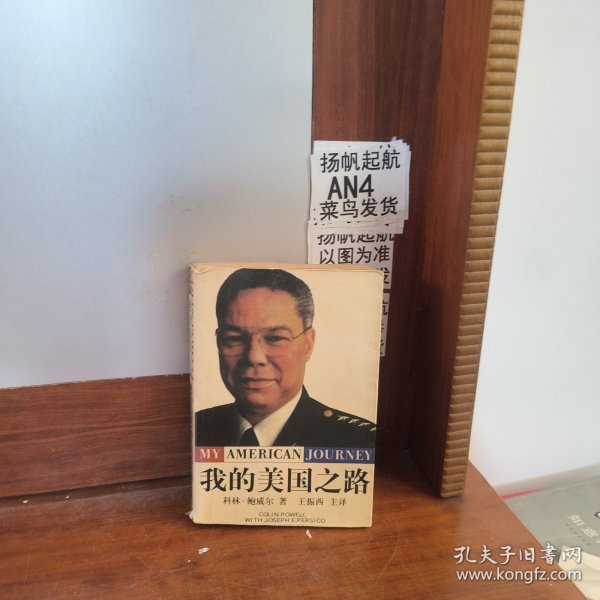 扬帆起航
AN4
菜鸟发货
扬帆起航
以图为准
发
航
MY AMERICAN JOURNEY
我的美国之路
科林·鲍威尔 著 王振西 主译
COLIN POWELL
WITH JOSEPH E.PERSICO
孔夫子旧书网
www.kongfz.com